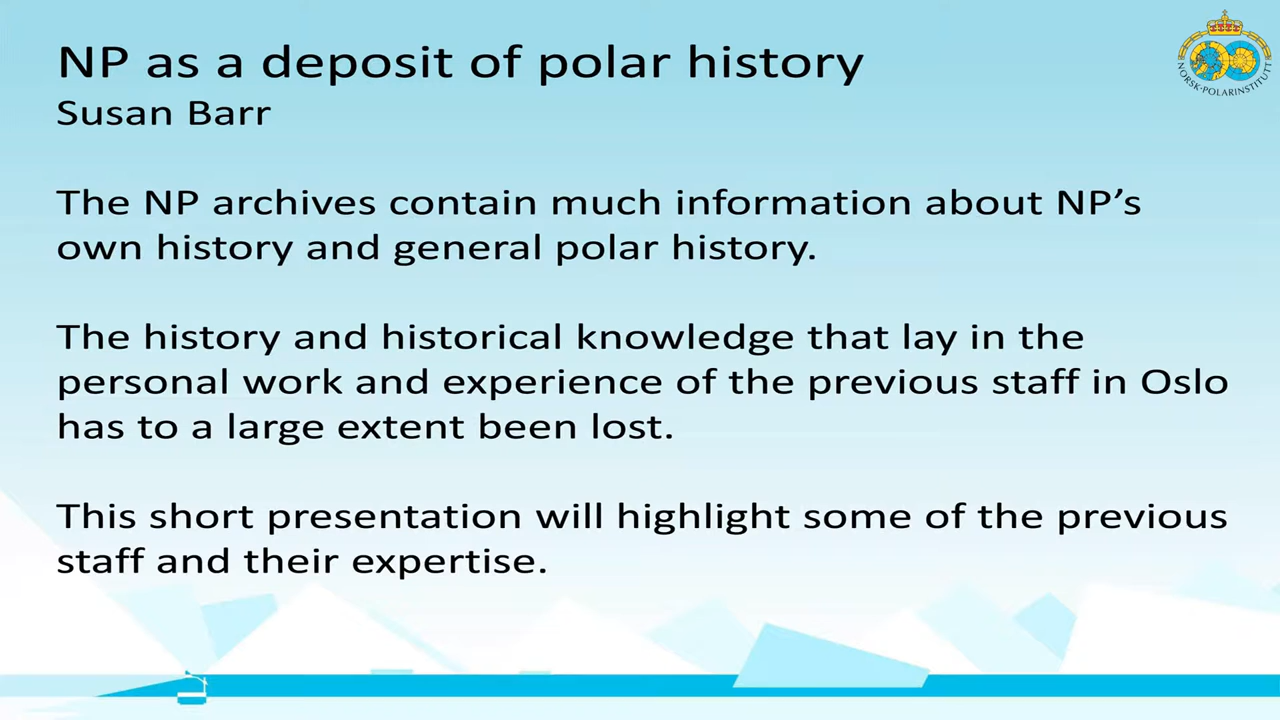 NP as a deposit of polar history
Susan Barr
The NP archives contain much information about NP’s
own history and general polar history.
The history and historical knowledge that lay in the
personal work and experience of the previous staff in Oslo
has to a large extent been lost.
This short presentation will highlight some of the previous
staff and their expertise.
NORSK·POLARINSTITUTT